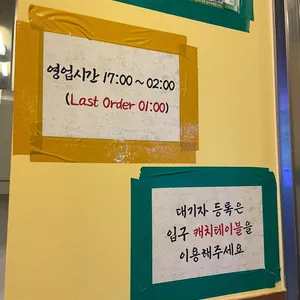 영업시간 17:00 ~ 02:00
(Last Order 01:00)
대기자 등록은
입구 캐치테이블을
이용해주세요